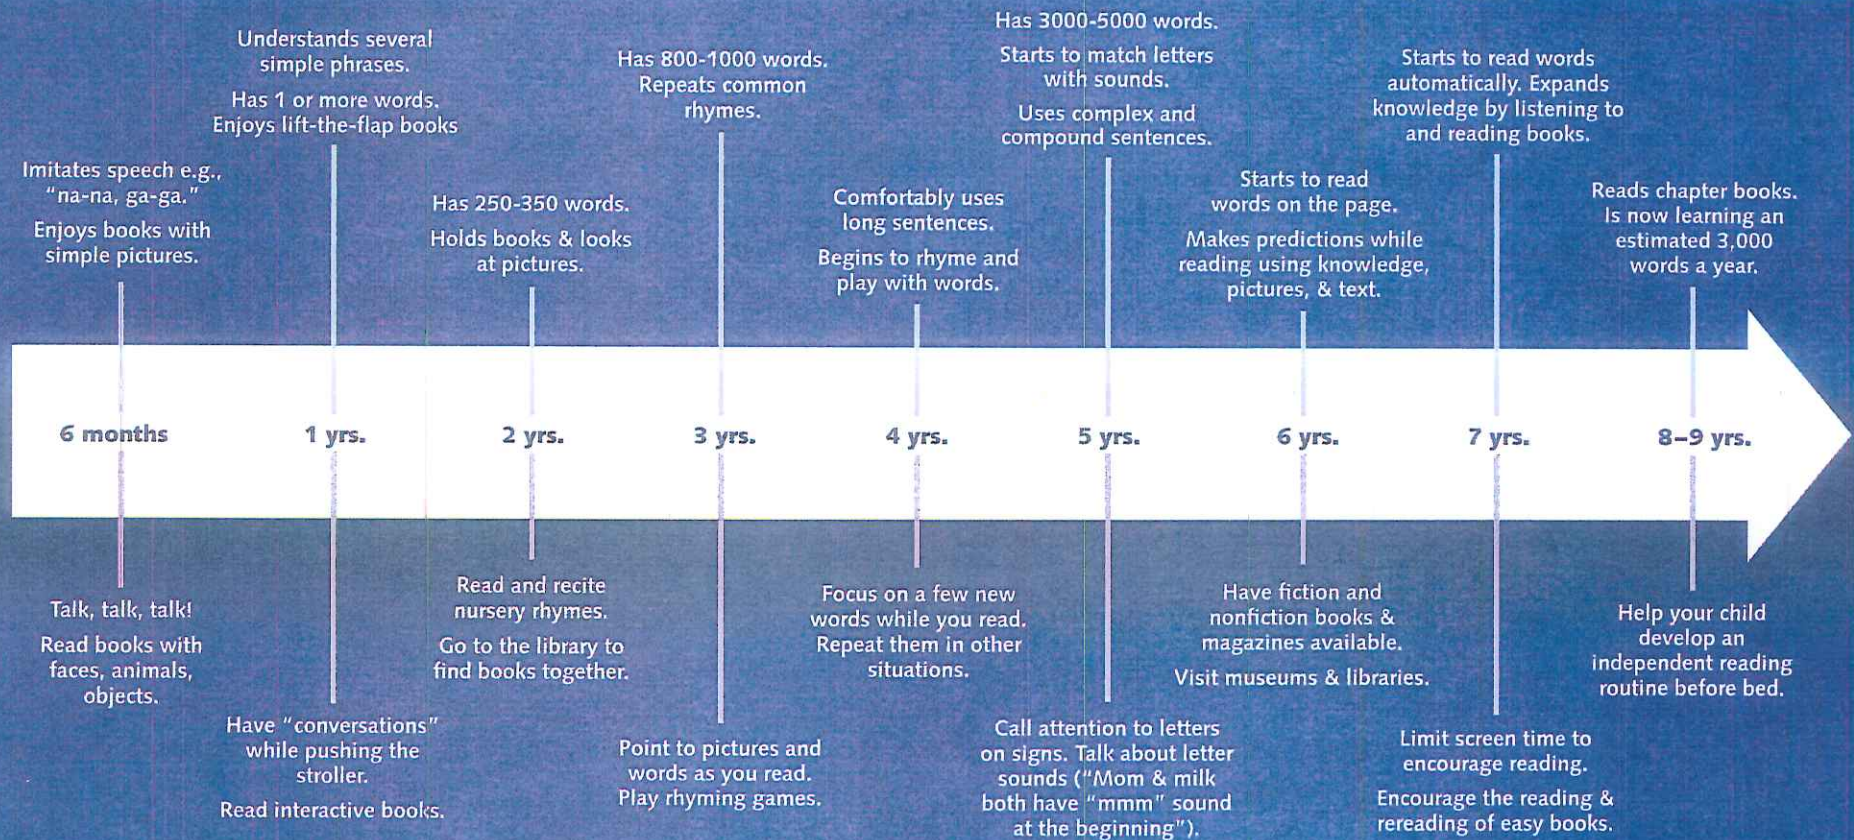 Imitates speech e.g.,
"na-na, ga-ga."
Enjoys books with
simple pictures.
Understands several
simple phrases.
Has 1 or more words.
Enjoys lift-the-flap books
Has 250-350 words.
Holds books & looks
at pictures.
Has 800-1000 words.
Repeats common
rhymes.
Comfortably uses
long sentences.
Begins to rhyme and
play with words.
Has 3000-5000 words.
Starts to match letters
with sounds.
Uses complex and
compound sentences.
Starts to read
words on the page.
Makes predictions while
reading using knowledge,
pictures, & text.
Starts to read words
automatically. Expands
knowledge by listening to
and reading books.
Reads chapter books.
Is now learning an
estimated 3,000
words a year.
6 months
1 yrs.
2 yrs.
3 yrs.
4 yrs.
5 yrs.
6 yrs.
7 yrs.
8–9 yrs.
Talk, talk, talk!
Read books with
faces, animals,
objects.
Have "conversations"
while pushing the
stroller.
Read interactive books.
Read and recite
nursery rhymes.
Go to the library to
find books together.
Point to pictures and
words as you read.
Play rhyming games.
Focus on a few new
words while you read.
Repeat them in other
situations.
Call attention to letters
on signs. Talk about letter
sounds ("Mom & milk
both have "mmm" sound
at the beginning").
Have fiction and
nonfiction books &
magazines available.
Visit museums & libraries.
Limit screen time to
encourage reading.
Encourage the reading &
rereading of easy books.
Help your child
develop an
independent reading
routine before bed.